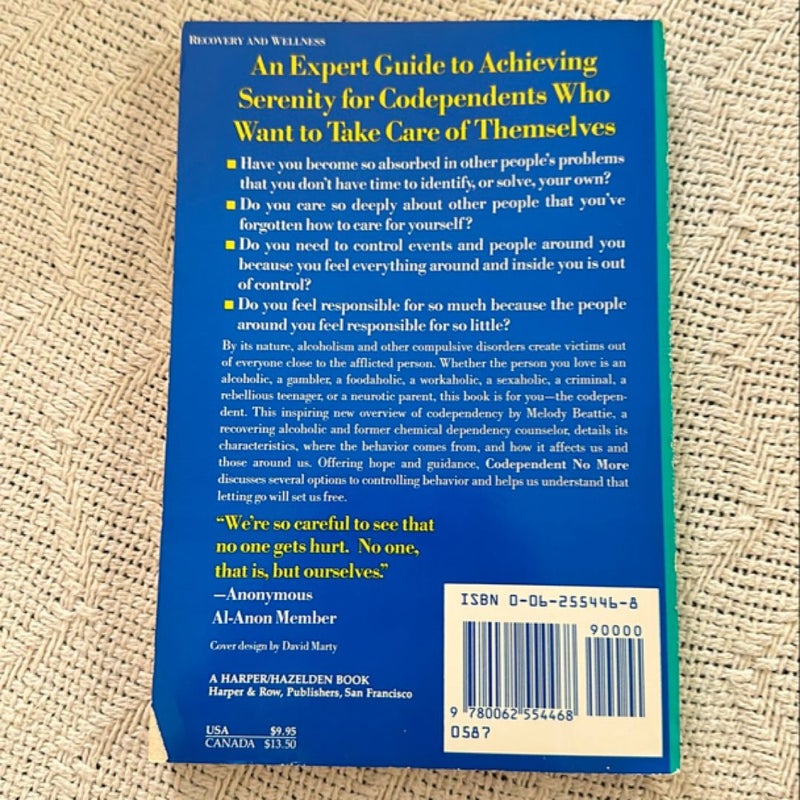 RECOVERY AND WELLNESS
An Expert Guide to Achieving
Serenity for Codependents Who
Want to Take Care of Themselves
Have you become so absorbed in other people's problems
that you don't have time to identify, or solve, your own?
Do you care so deeply about other people that you've
forgotten how to care for yourself?
Do you need to control events and people around you
because you feel everything around and inside you is out
of control?
Do you feel responsible for so much because the people
around you feel responsible for so little?
By its nature, alcoholism and other compulsive disorders create victims out
of everyone close to the afflicted person. Whether the person you love is an
alcoholic, a gambler, a foodaholic, a workaholic, a sexaholic, a criminal, a
rebellious teenager, or a neurotic parent, this book is for you—the codepen-
dent. This inspiring new overview of codependency by Melody Beattie, a
recovering alcoholic and former chemical dependency counselor, details its
characteristics, where the behavior comes from, and how it affects us and
those around us. Offering hope and guidance, Codependent No More
discusses several options to controlling behavior and helps us understand that
letting go will set us free.
"We're so careful to see that
no one gets hurt. No one,
that is, but ourselves."
—Anonymous
Al-Anon Member
Cover design by David Marty
A HARPER/HAZELDEN BOOK
Harper & Row, Publishers, San Francisco
USA $9.95
CANADA $13.50
ISBN 0-06-255446-8
90000
9 780062 554468
0587